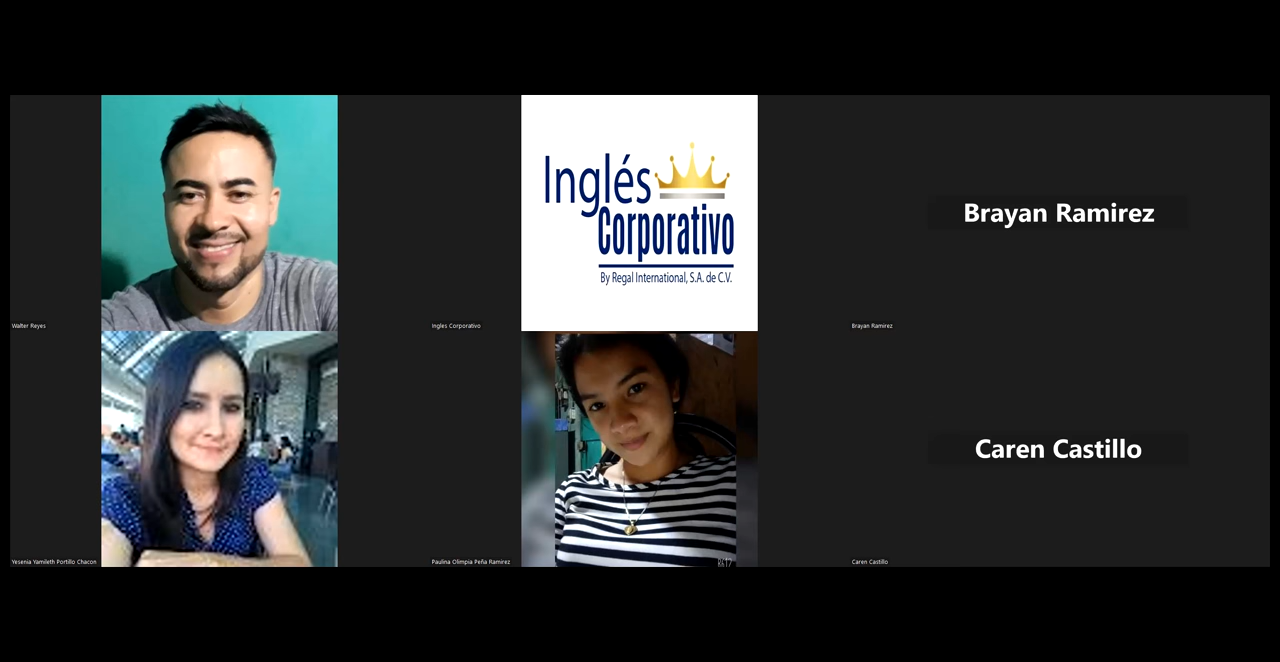 Inglés
Corporativo
By Regal International, S.A. de C.V.
Brayan Ramirez
Walter Reyes
Ingles Corporativo
Brayan Ramirez
Caren Castillo
Yesenia Yamileth Portillo Chacon
Paulina Olimpia Peña Ramirez
Caren Castillo